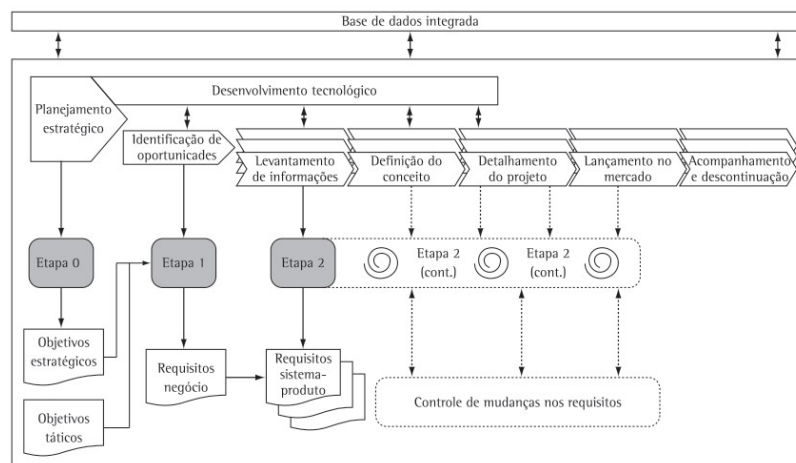 Base de dados integrada
Desenvolvimento tecnológico
Planejamento
estratégico
Identificação de
oportunicades
Levantamento
de informações
Definição do
conceito
Detalhamento
do projeto
Lançamento no
mercado
Acompanhamento
e descontinuação
Etapa 0
Etapa 1
Etapa 2
Etapa 2
(cont.)
Etapa 2
(cont.)
Objetivos
estratégicos
Requisitos
negócio
Requisitos
sistema-
produto
Controle de mudanças nos requisitos
Objetivos
táticos